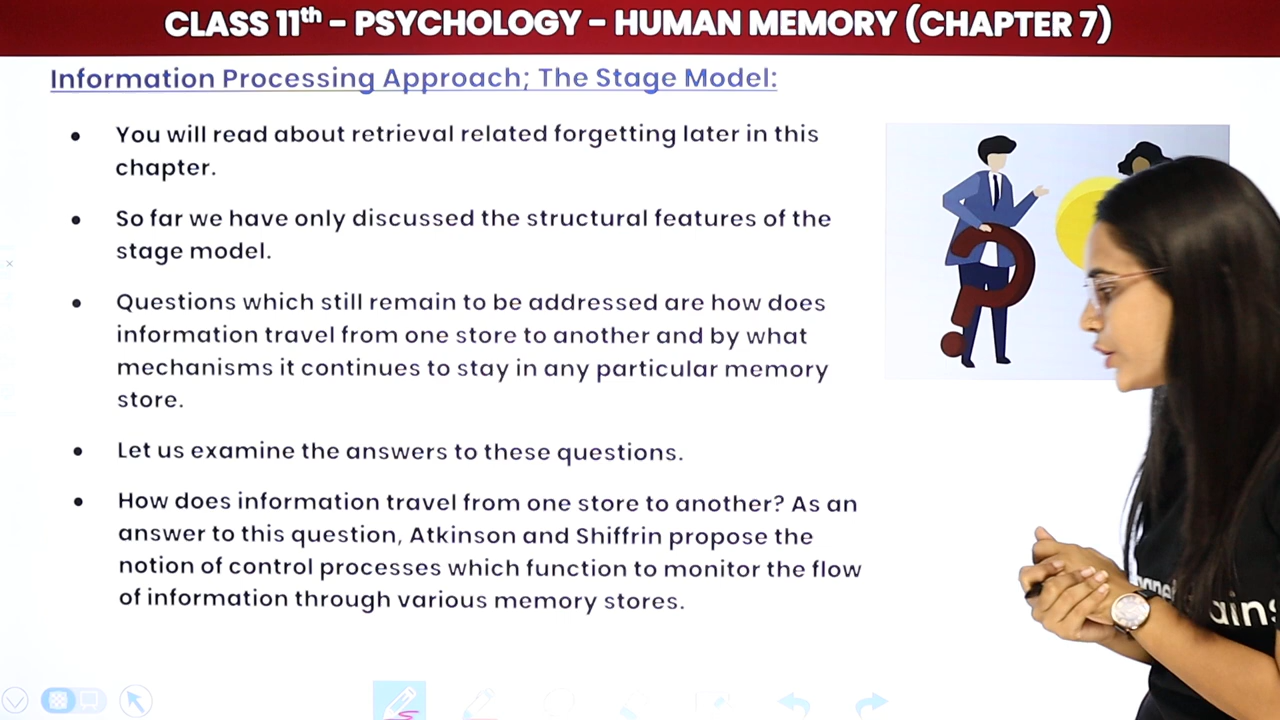 CLASS 11th - PSYCHOLOGY - HUMAN MEMORY (CHAPTER 7)
Information Processing Approach; The Stage Model:
• You will read about retrieval related forgetting later in this
chapter.
• So far we have only discussed the structural features of the
stage model.
• Questions which still remain to be addressed are how does
information travel from one store to another and by what
mechanisms it continues to stay in any particular memory
store.
• Let us examine the answers to these questions.
• How does information travel from one store to another? As an
answer to this question, Atkinson and Shiffrin propose the
notion of control processes which function to monitor the flow
of information through various memory stores.